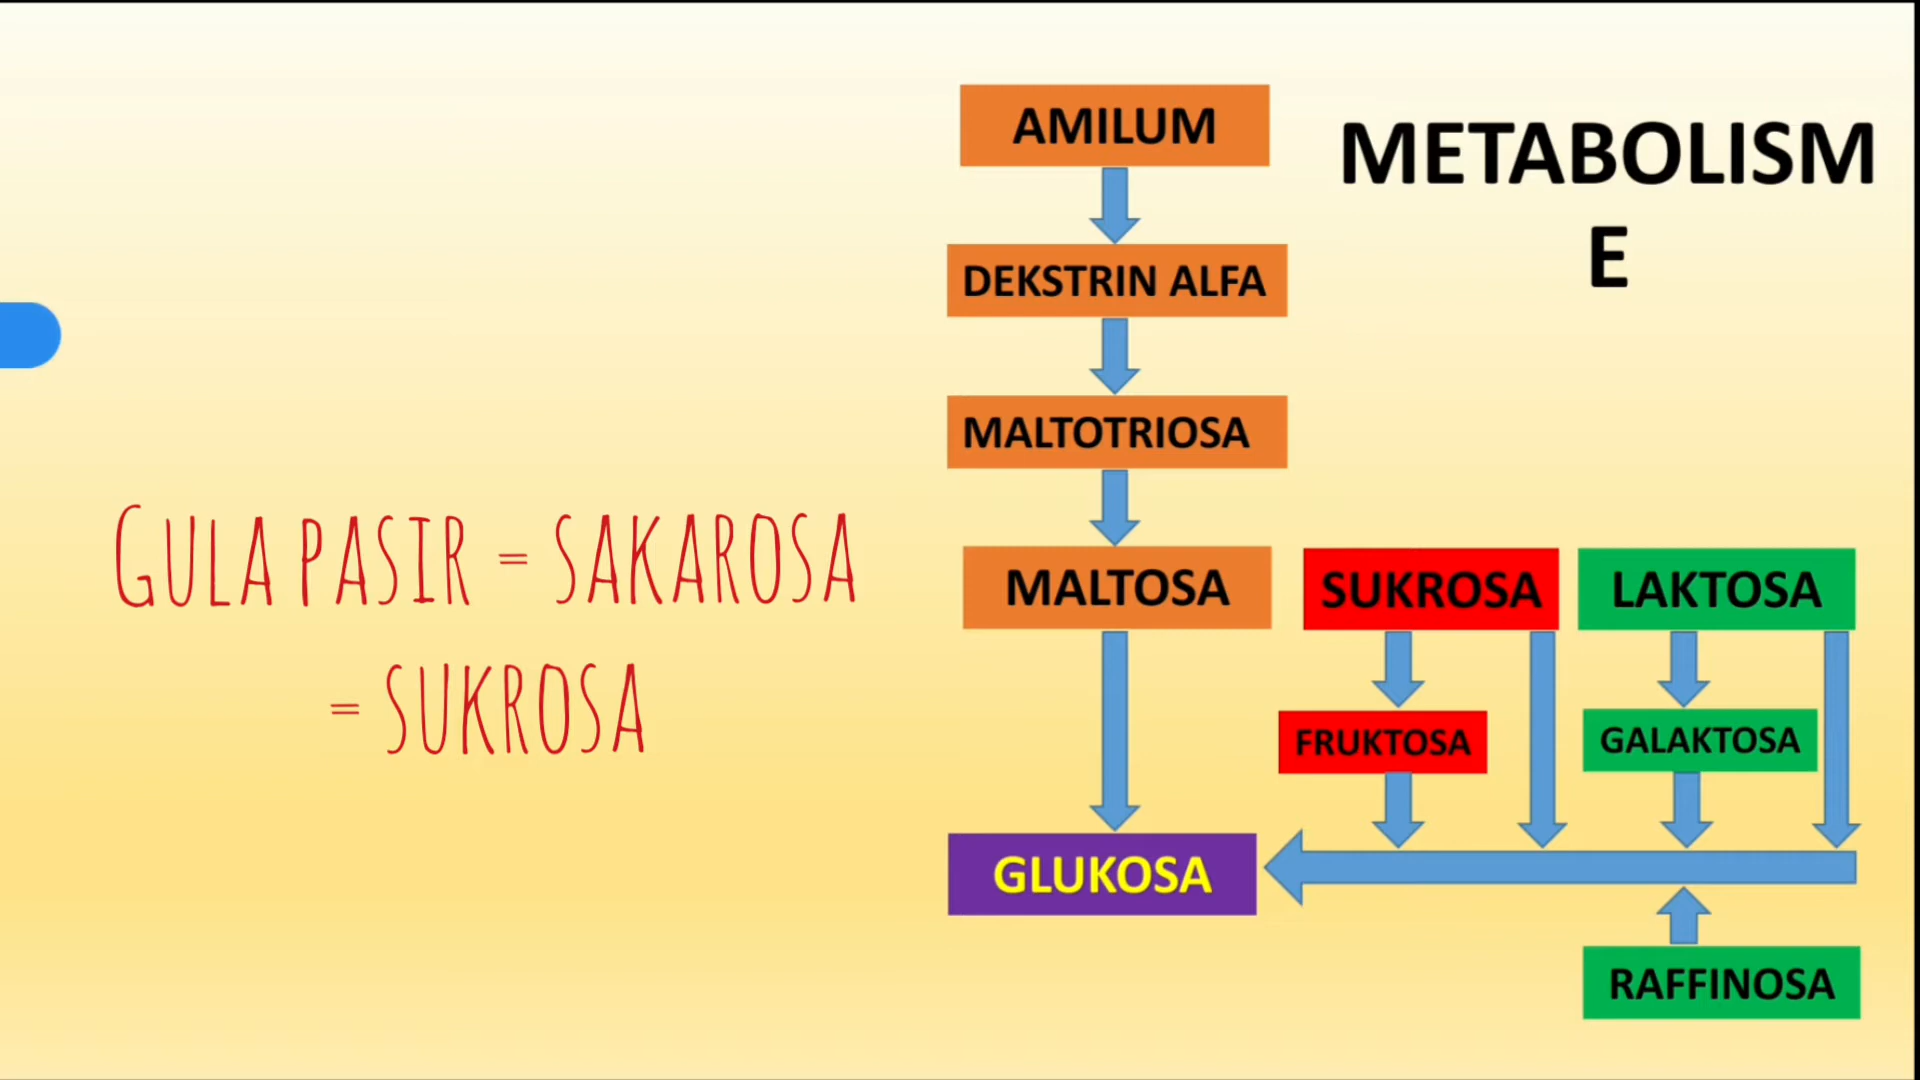 METABOLISM
E
AMILUM
DEKSTRIN ALFA
MALTOTRIOSA
MALTOSA
SUKROSA
LAKTOSA
FRUKTOSA
GALAKTOSA
GLUKOSA
RAFFINOSA
GULA PASIR = SAKAROSA
= SUKROSA